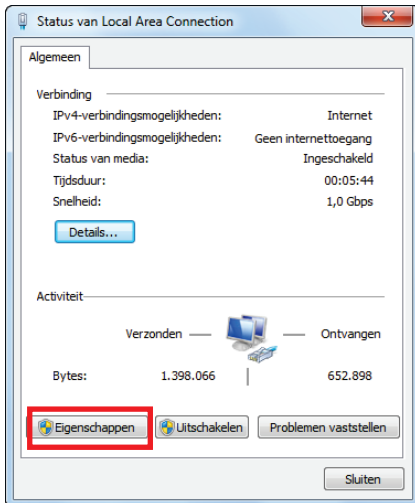 Status van Local Area Connection
Algemeen
Verbinding
IPv4-verbindingsmogelijkheden: Internet
IPv6-verbindingsmogelijkheden: Geen internettoegang
Status van media: Ingeschakeld
Tijdsduur: 00:05:44
Snelheid: 1,0 Gbps
Details...
Activiteit
Verzonden — — Ontvangen
Bytes: 1.398.066 | 652.898
Eigenschappen Uitschakelen Problemen vaststellen
Sluiten